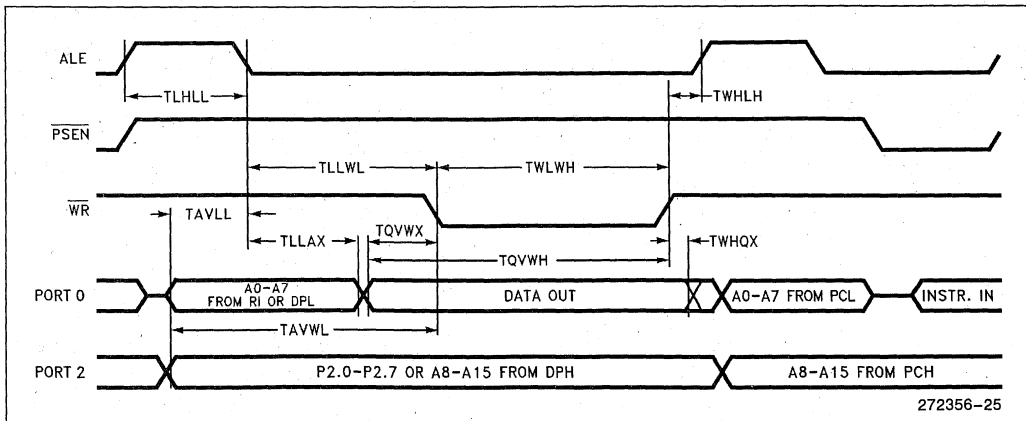 ALE
TLHLL
TWHLH
PSEN
TLLWL
TWLWH
WR
TAVLL
TLLAX
TQVWX
TWHQX
TQVWH
PORT 0
A0-A7
FROM RI OR DPL
DATA OUT
A0-A7 FROM PCL
INSTR. IN
TAVWL
PORT 2
P2.0-P2.7 OR A8-A15 FROM DPH
A8-A15 FROM PCH
272356-25